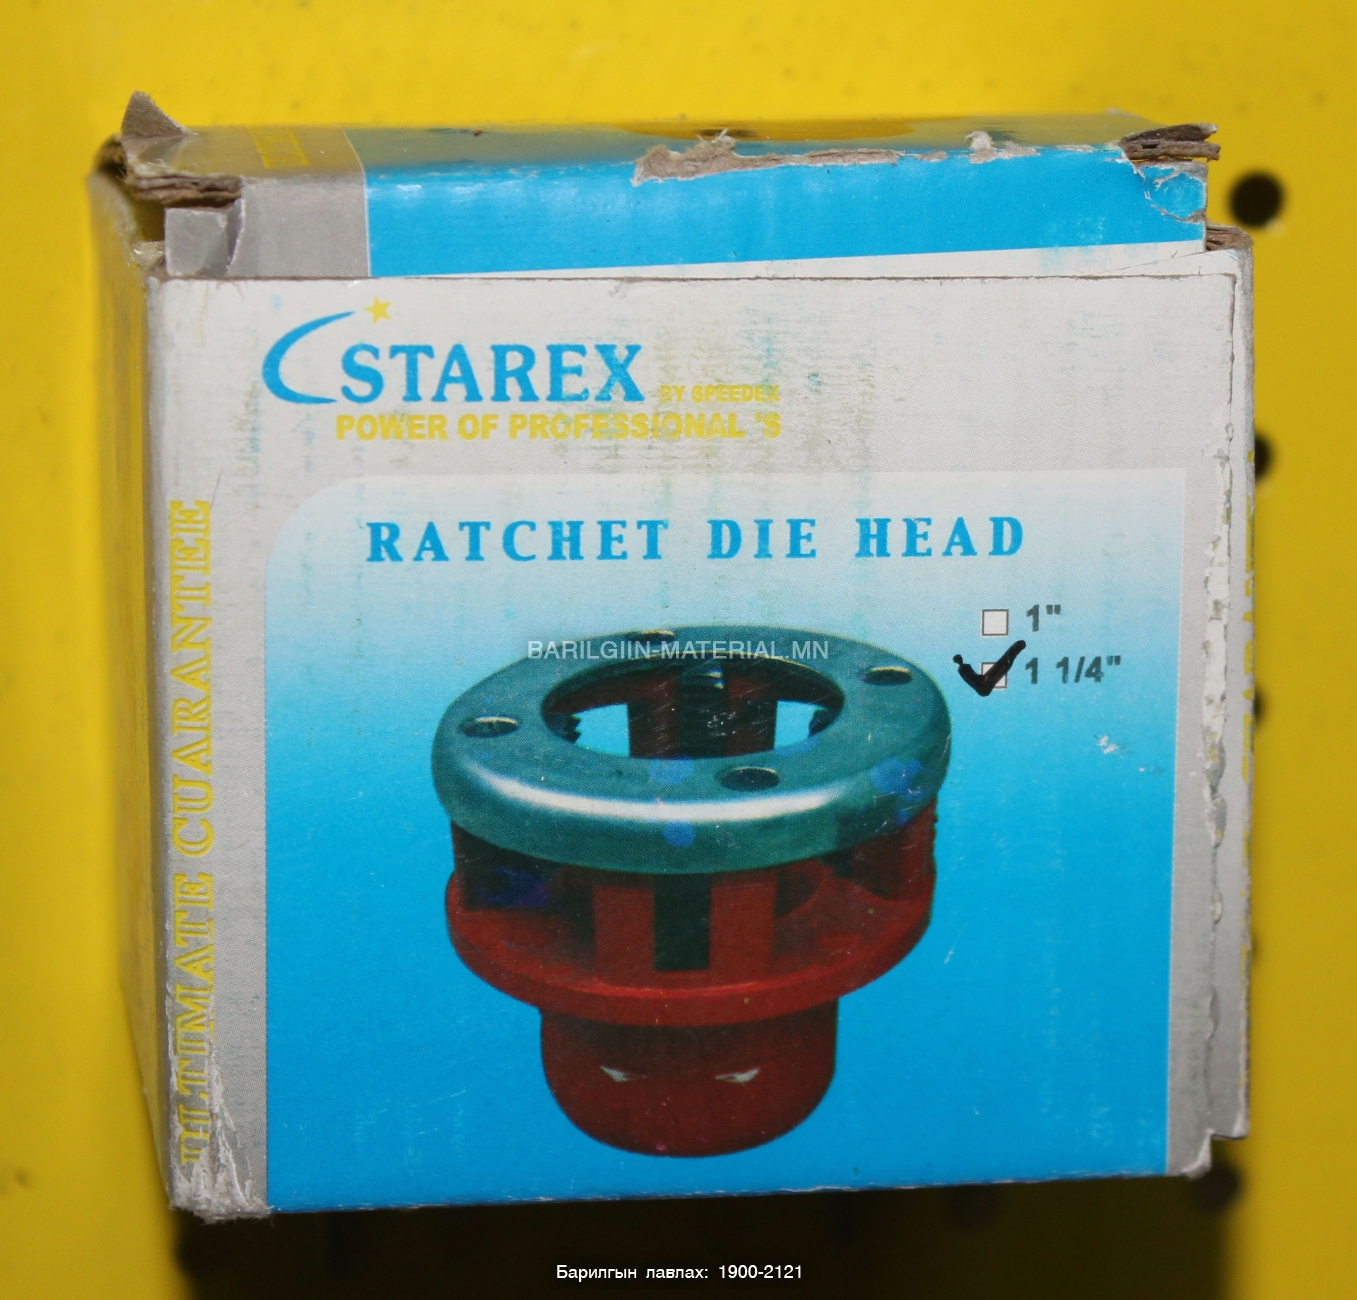 STAREX
BY SPEEDEX
POWER OF PROFESSIONAL 'S
RATCHET DIE HEAD
1"
1 1/4"
ULTIMATE CUARANTEE
BARILGIIN-MATERIAL.MN
Барилгын лавлах: 1900-2121